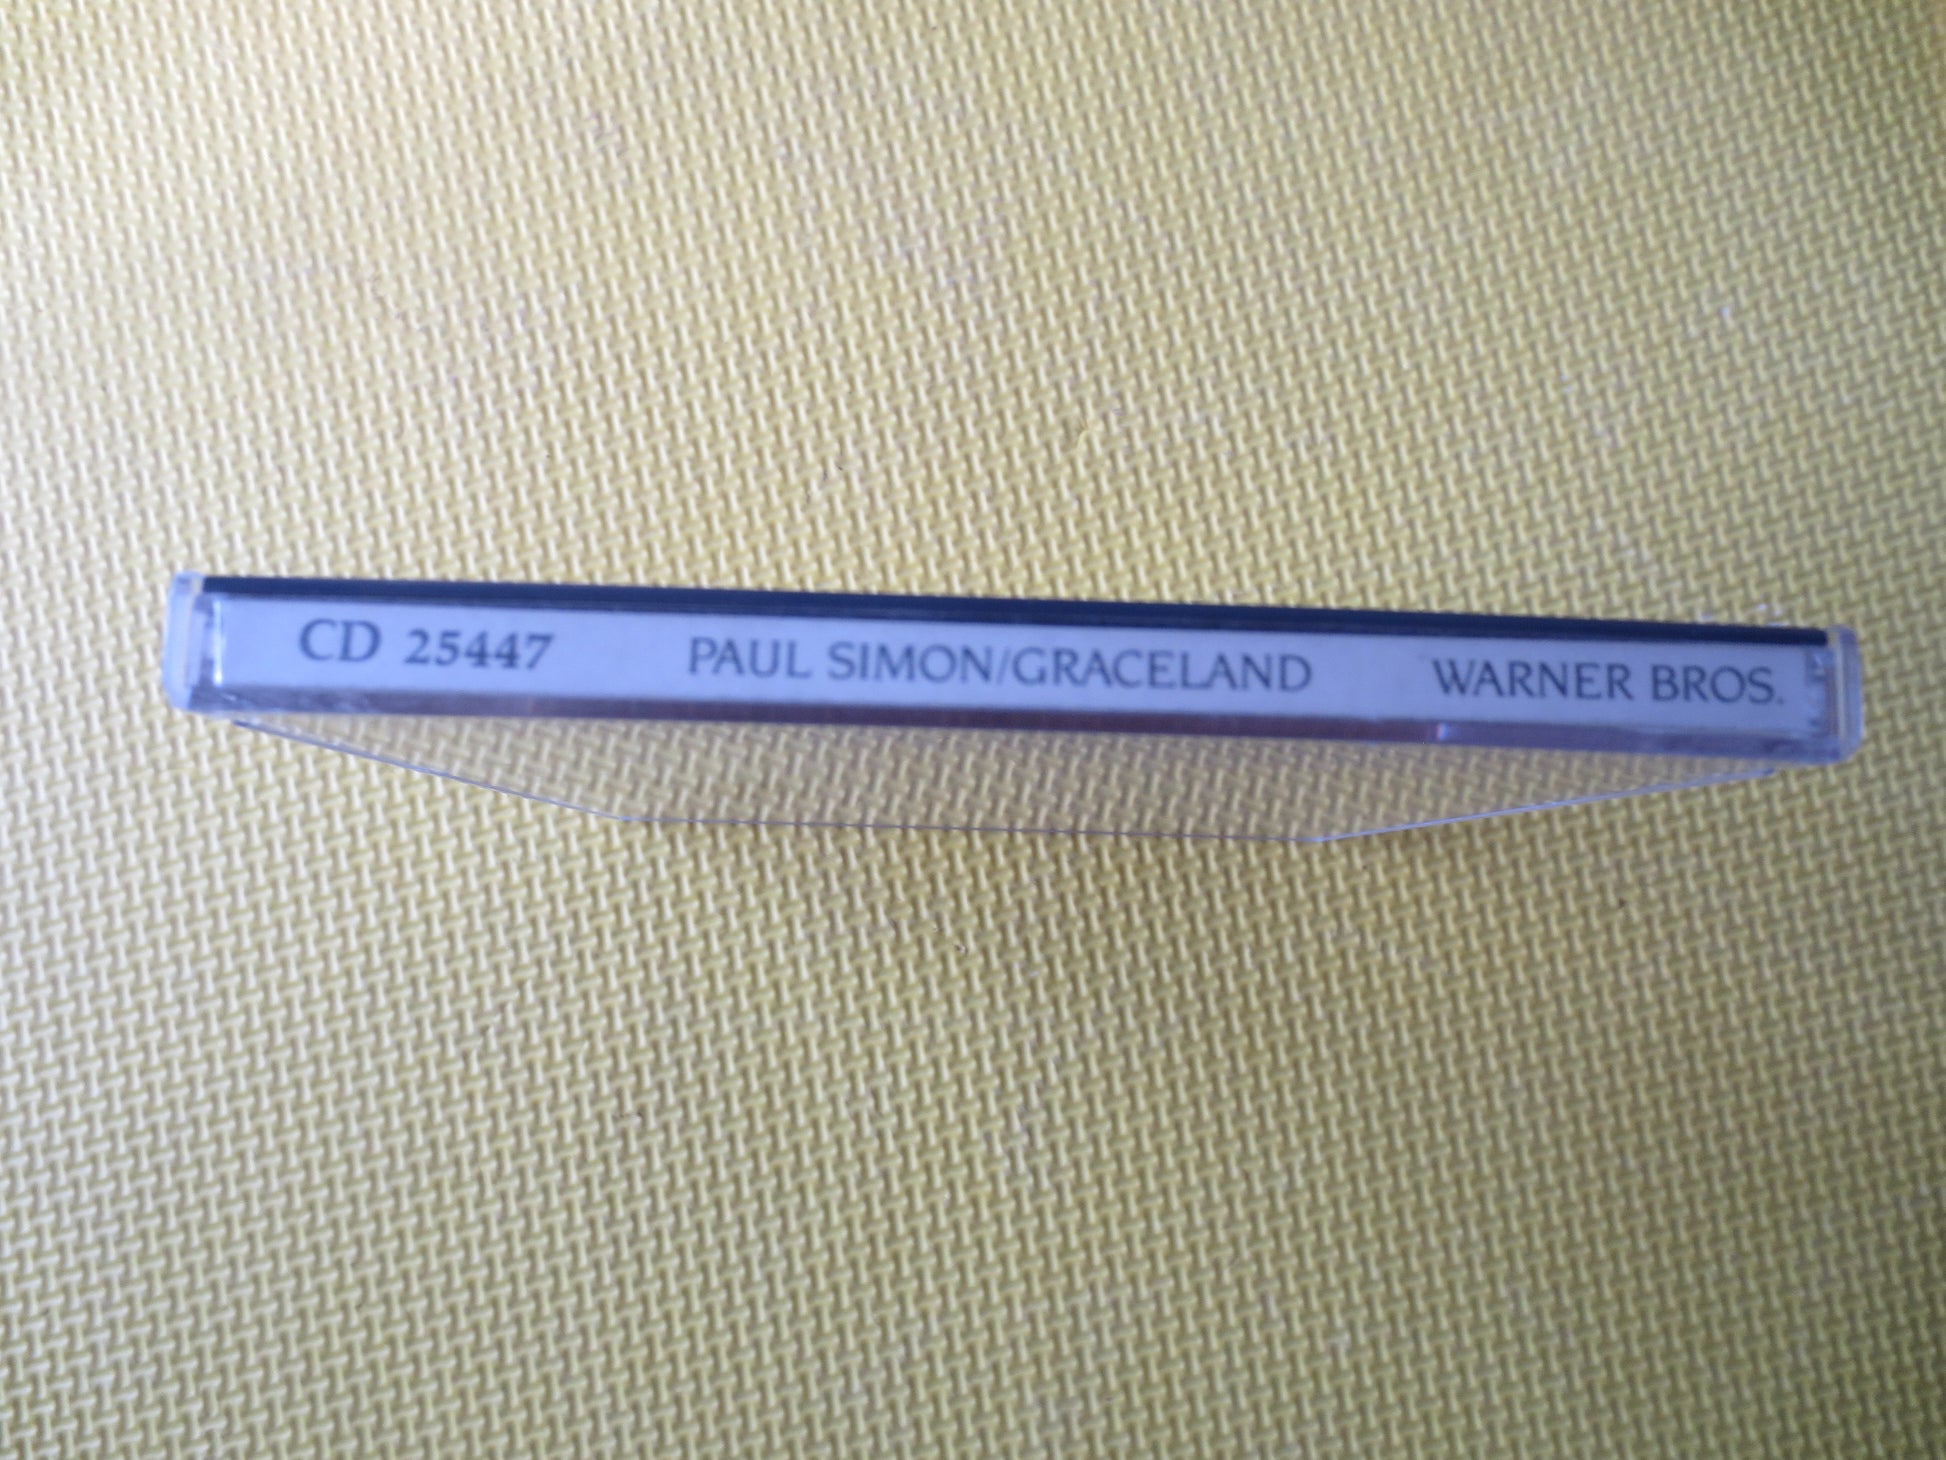 CD 25447 PAUL SIMON/GRACELAND WARNER BROS.